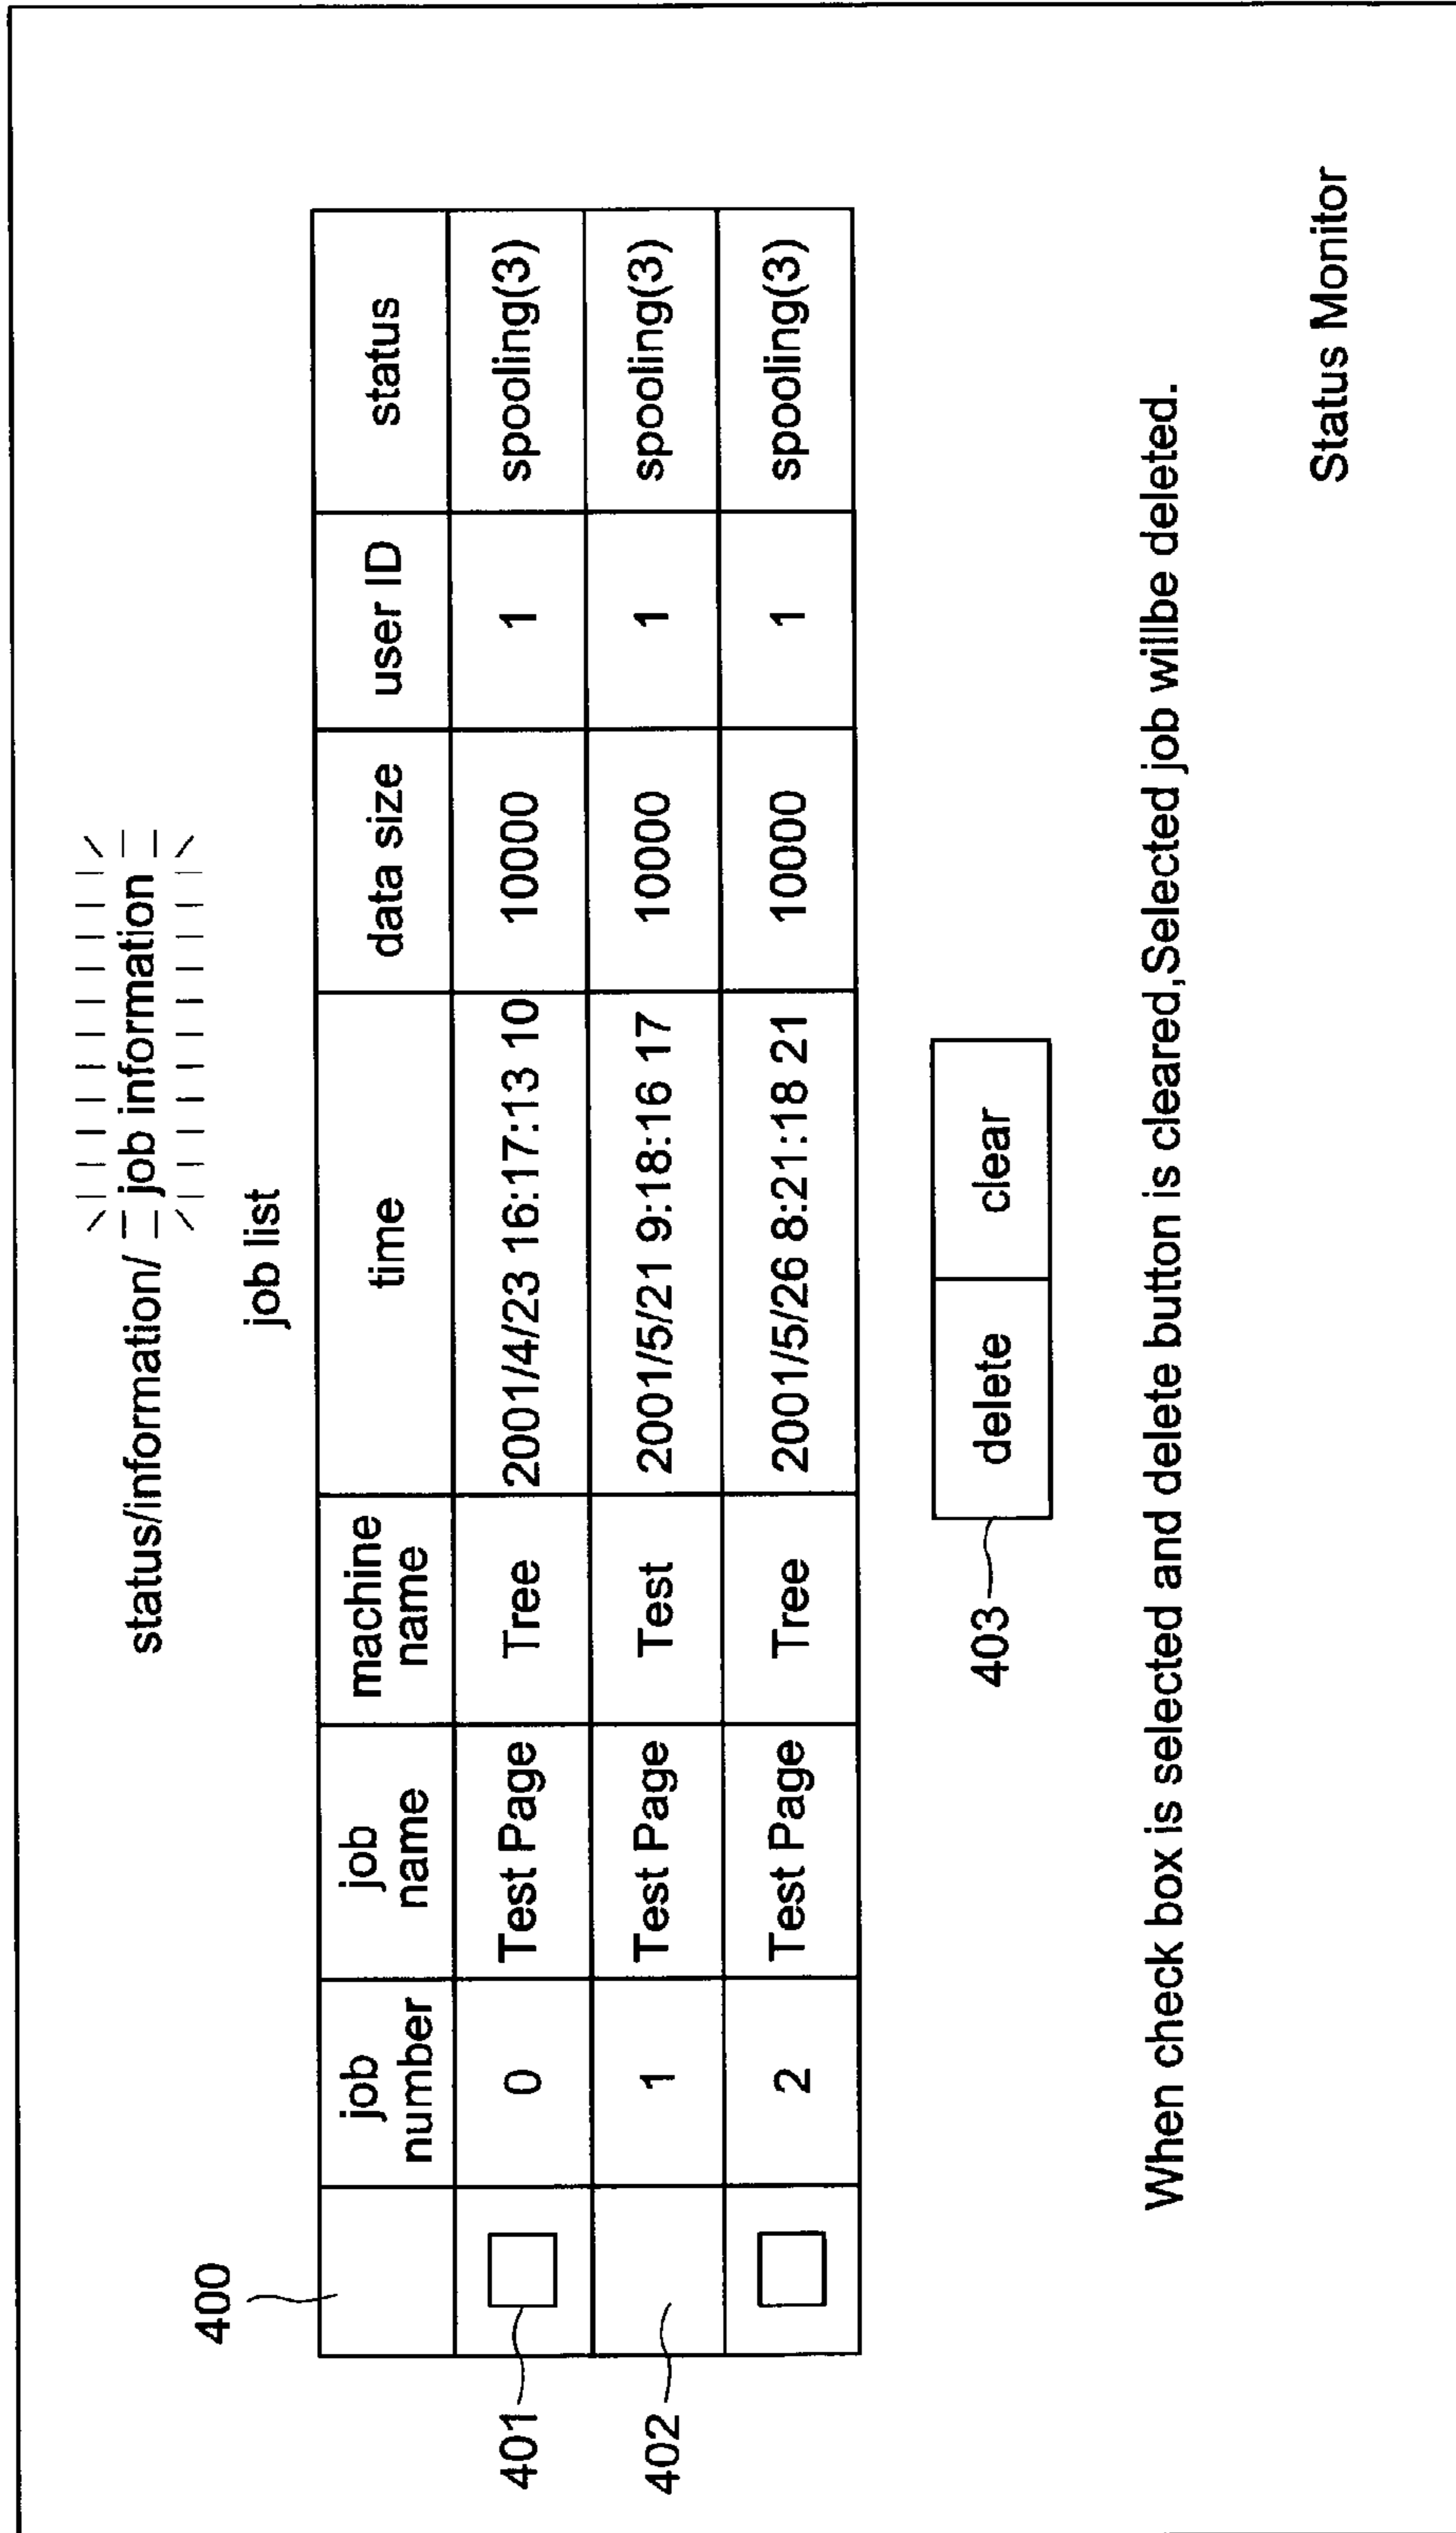 status/information/ job information
job list
400
job number job name machine name time data size user ID status
401 0 Test Page Tree 2001/4/23 16:17:13 10 10000 1 spooling(3)
402 1 Test Page Test 2001/5/21 9:18:16 17 10000 1 spooling(3)
2 Test Page Tree 2001/5/26 8:21:18 21 10000 1 spooling(3)
403 delete clear
When check box is selected and delete button is cleared,Selected job willbe deleted.
Status Monitor